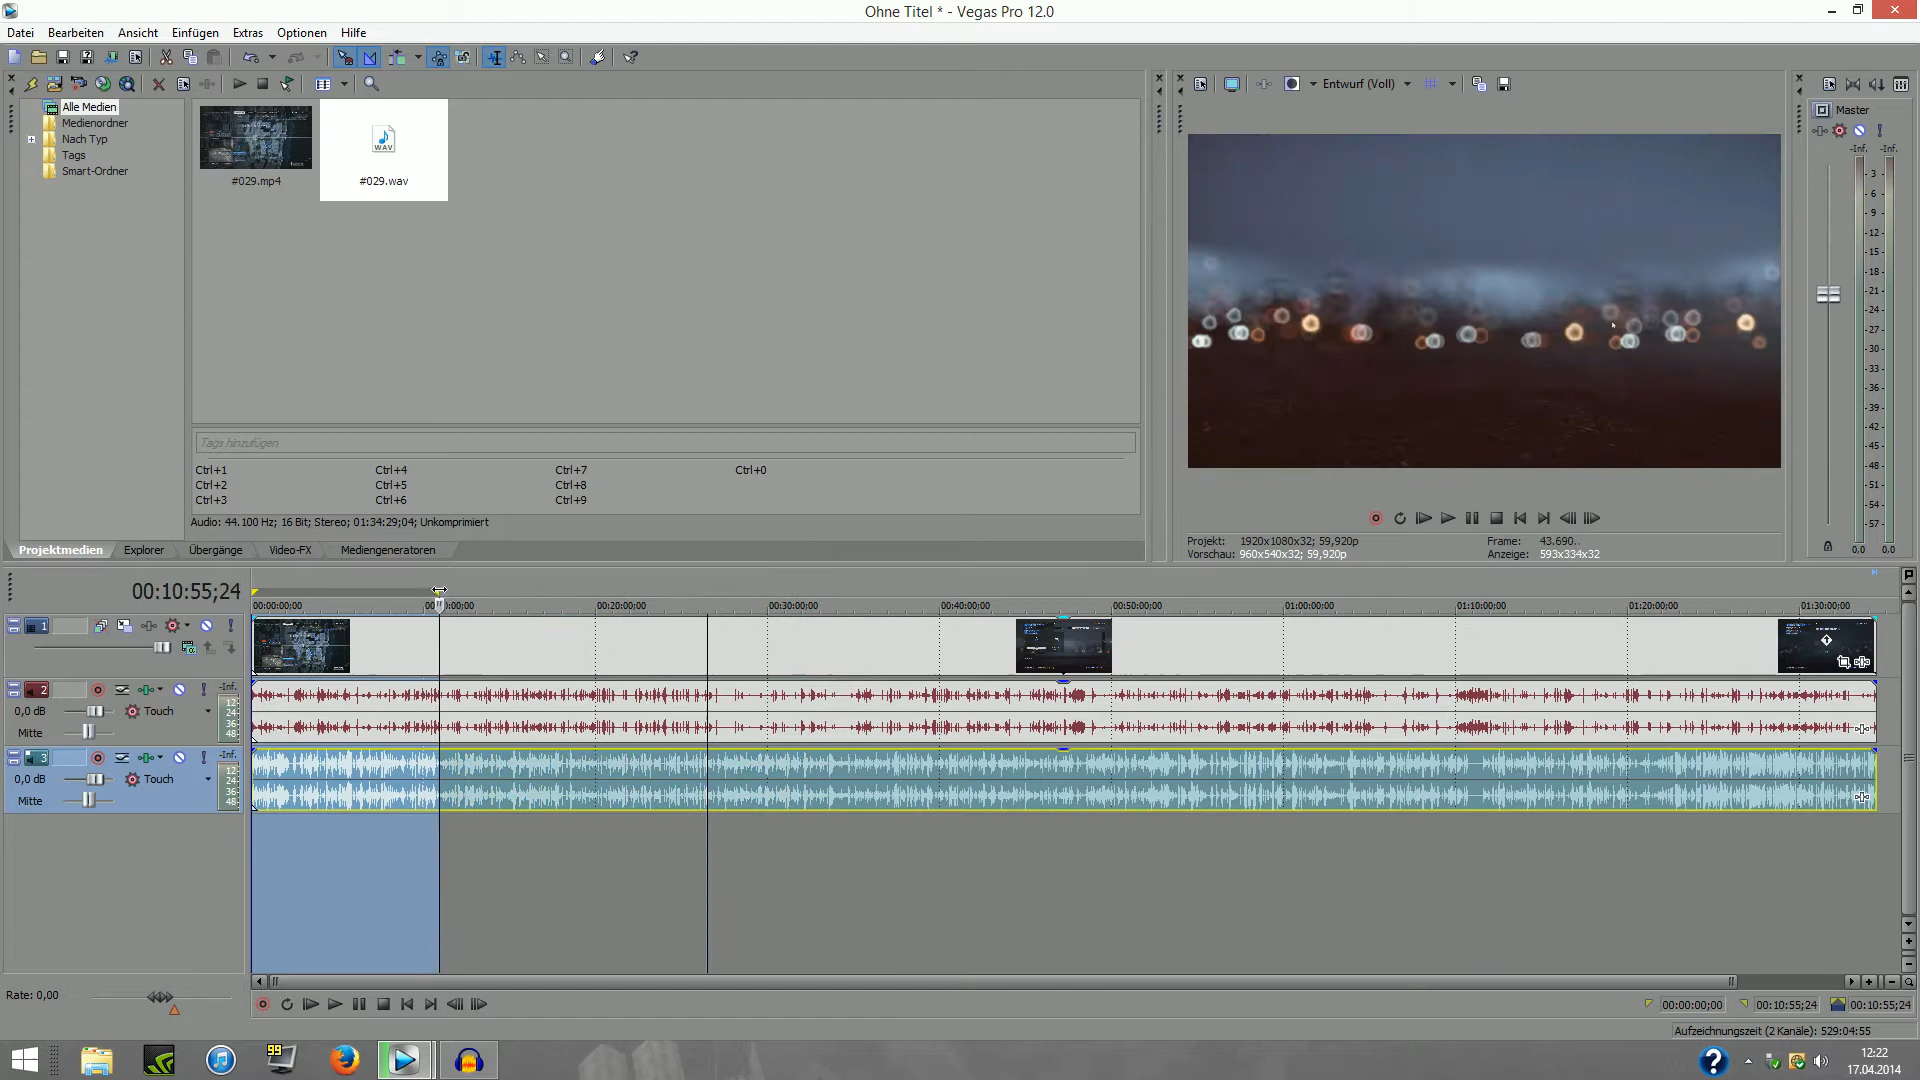 Ohne Titel * - Vegas Pro 12.0
Datei Bearbeiten Ansicht Einfügen Extras Optionen Hilfe
Alle Medien
Medienordner
Nach Typ
Tags
Smart-Ordner
WAV
#029.mp4 #029.wav
Tags hinzufügen
Ctrl+1 Ctrl+4 Ctrl+7 Ctrl+0
Ctrl+2 Ctrl+5 Ctrl+8
Ctrl+3 Ctrl+6 Ctrl+9
Audio: 44.100 Hz; 16 Bit; Stereo; 01:34:29;04; Unkomprimiert
Projektmedien Explorer Übergänge Video-FX Mediengeneratoren
Entwurf (Voll)
Projekt: 1920x1080x32; 59,920p Frame: 43.690..
Vorschau: 960x540x32; 59,920p Anzeige: 593x334x32
Master
-Inf. -Inf.
3
6
9
12
15
18
21
24
27
30
33
36
39
42
45
48
51
54
57
0,0 0,0
00:10:55;24
00:00:00;00 00:20:00;00 00:30:00;00 00:40:00;00 00:50:00;00 01:00:00;00 01:10:00;00 01:20:00;00 01:30:00;00
1
2 -Inf.
12
24
36
48
0,0 dB Touch
Mitte
3 -Inf.
12
24
36
48
0,0 dB Touch
Mitte
Rate: 0,00
00:00:00;00 00:10:55;24 00:10:55;24
Aufzeichnungszeit (2 Kanäle): 529:04:55
99
12:22
17.04.2014